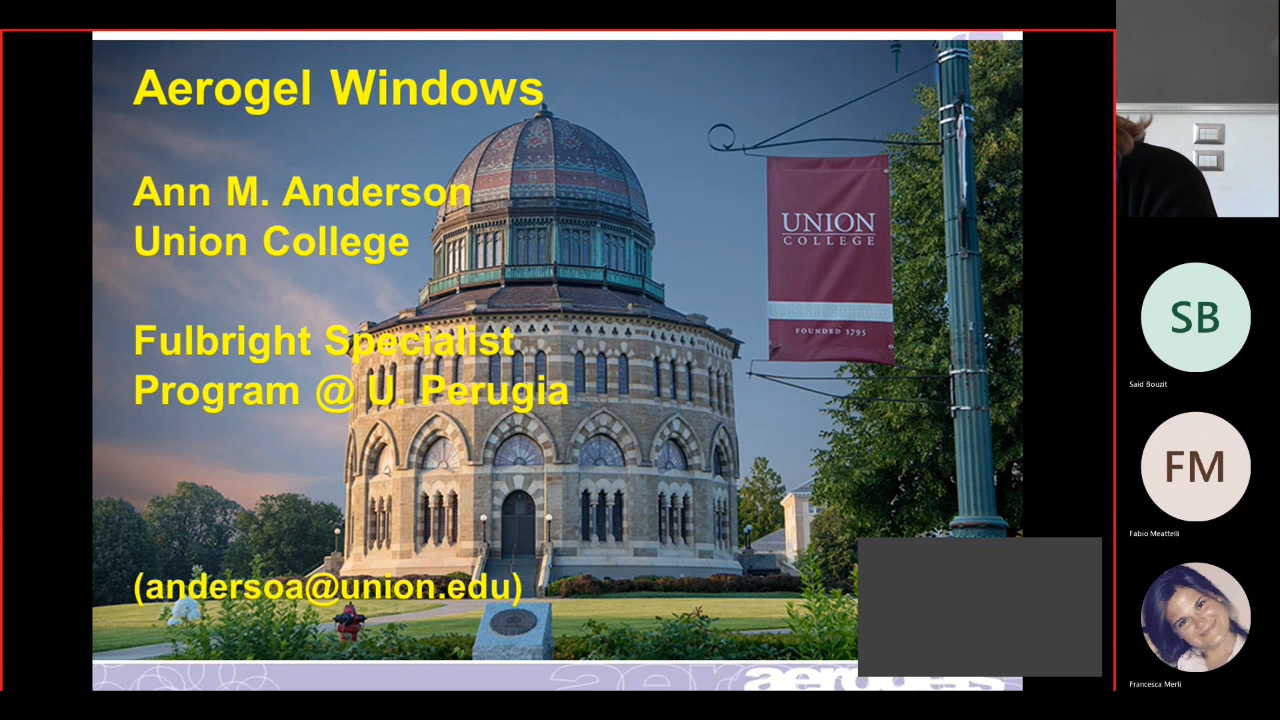 Aerogel Windows
Ann M. Anderson
Union College
Fulbright Specialist
Program @ U. Perugia
(andersoa@union.edu)
UNION
COLLEGE
FOUNDED 1795
SB
Said Bouzit
FM
Fabio Meattelli
Francesca Merli